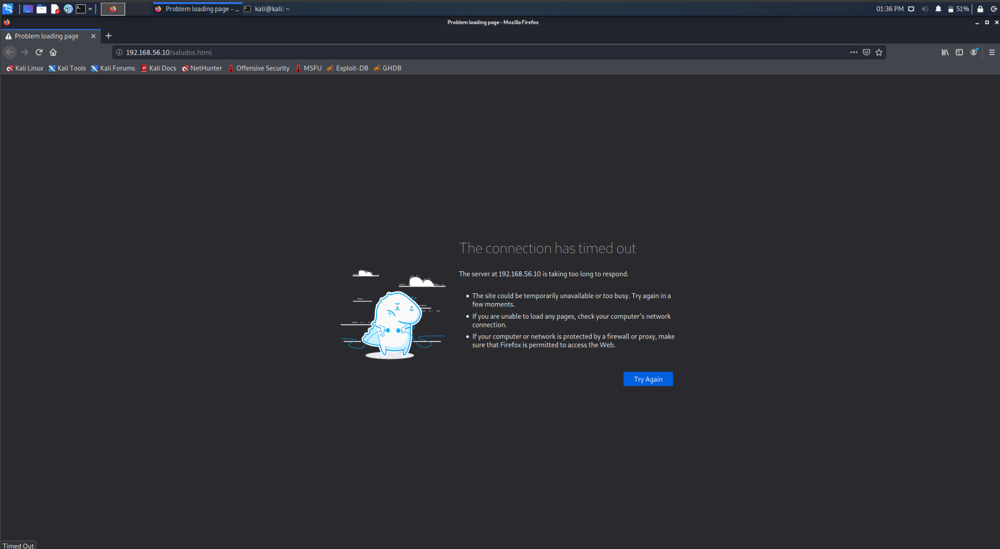 Problem loading page - ...
kali@kali: ~
01:36 PM
51%
Problem loading page - Mozilla Firefox
Problem loading page
192.168.56.10/saludos.html
Kali Linux Kali Tools Kali Forums Kali Docs NetHunter Offensive Security MSFU Exploit-DB GHDB
The connection has timed out
The server at 192.168.56.10 is taking too long to respond.
The site could be temporarily unavailable or too busy. Try again in a
few moments.
If you are unable to load any pages, check your computer’s network
connection.
If your computer or network is protected by a firewall or proxy, make
sure that Firefox is permitted to access the Web.
Try Again
Timed Out